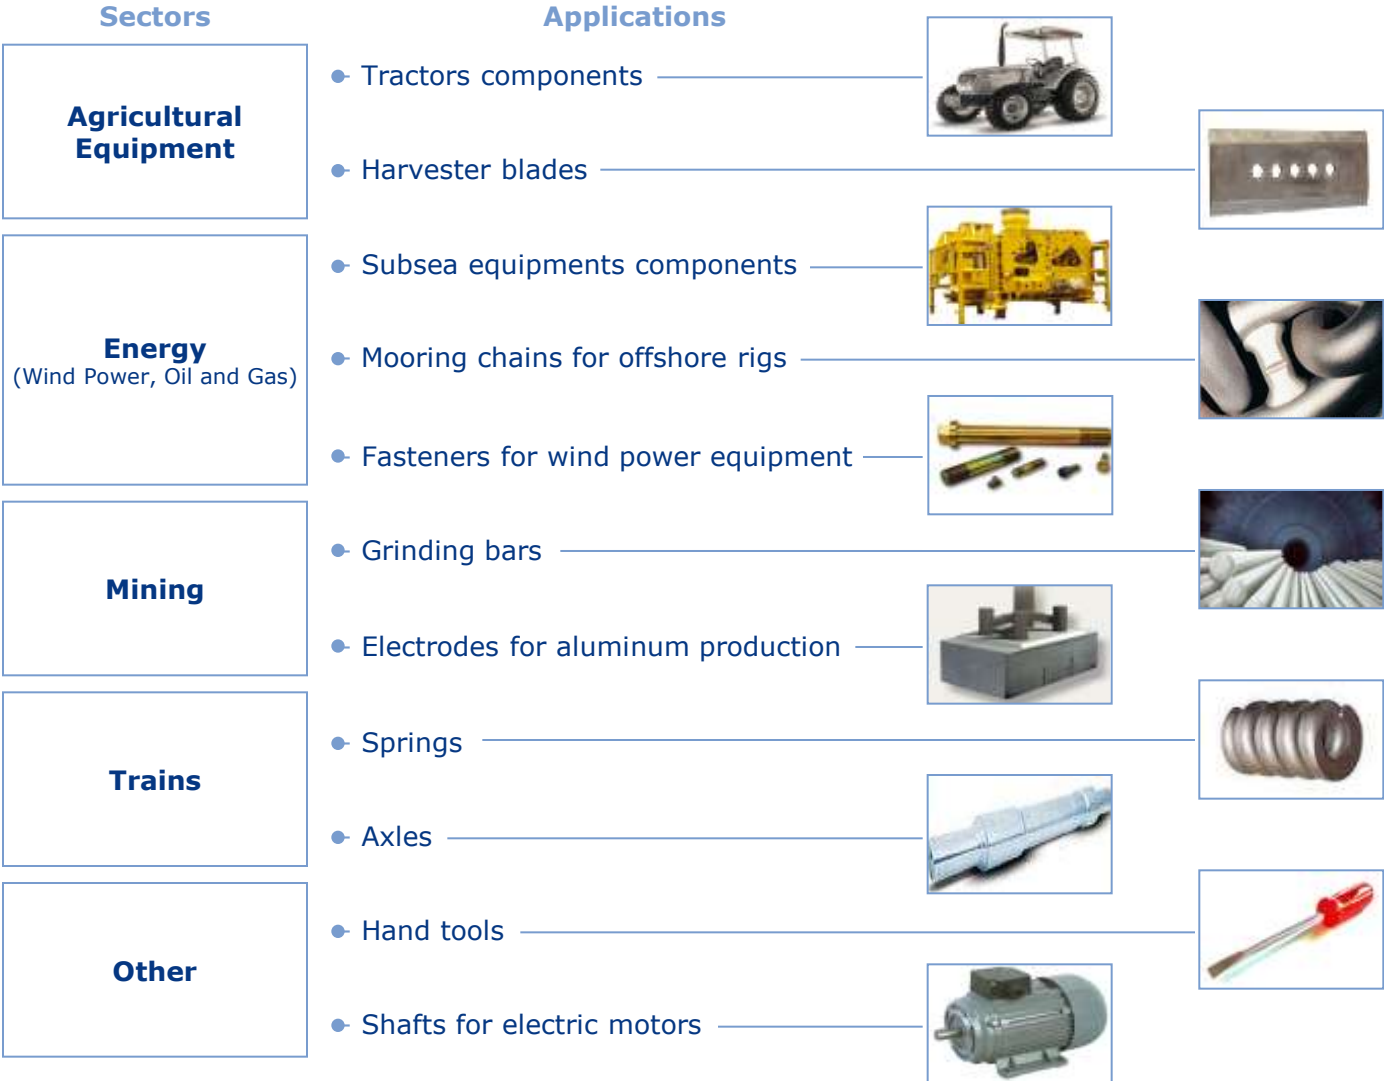 Sectors
Applications
Agricultural
Equipment
Tractors components
Harvester blades
Energy
(Wind Power, Oil and Gas)
Subsea equipments components
Mooring chains for offshore rigs
Fasteners for wind power equipment
Mining
Grinding bars
Electrodes for aluminum production
Trains
Springs
Axles
Other
Hand tools
Shafts for electric motors